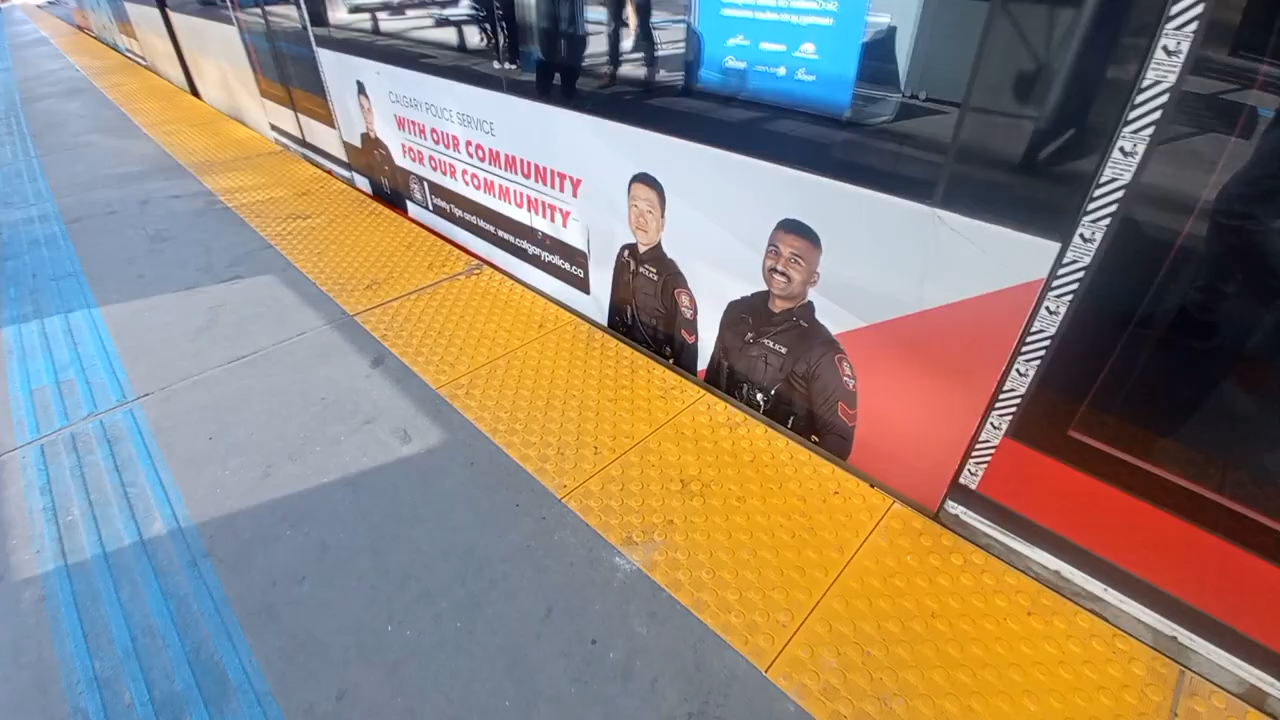 CALGARY POLICE SERVICE
WITH OUR COMMUNITY
FOR OUR COMMUNITY
Safety Tips and More: www.calgarypolice.ca
POLICE
POLICE